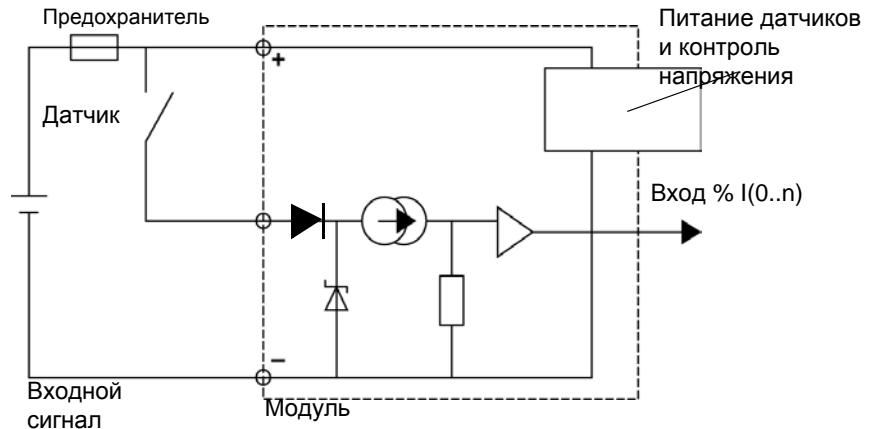 Предохранитель
Питание датчиков
и контроль
напряжения
+
Датчик
Вход % I(0..n)
–
Входной
сигнал
Модуль